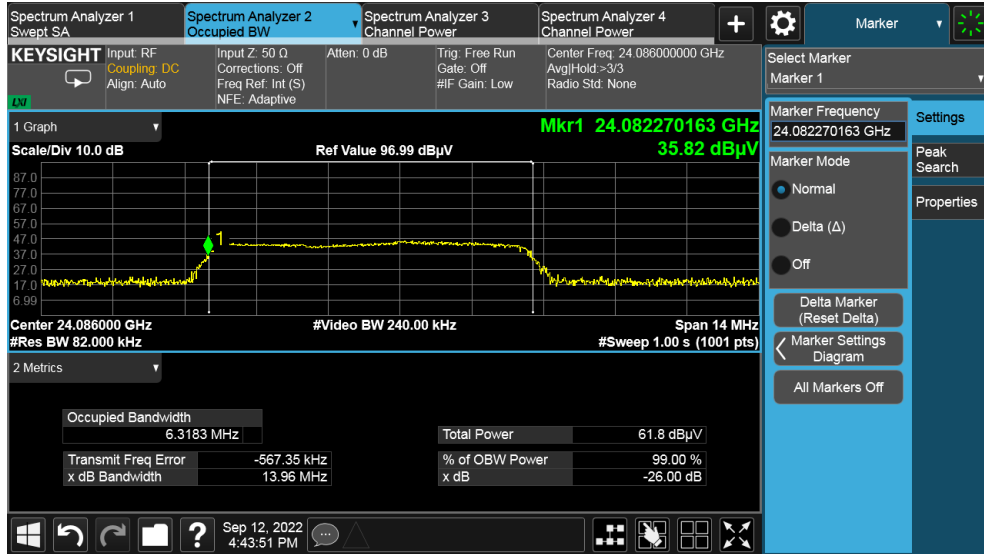 Spectrum Analyzer 1
Swept SA
Spectrum Analyzer 2
Occupied BW
Spectrum Analyzer 3
Channel Power
Spectrum Analyzer 4
Channel Power
Marker
KEYSIGHT
LXI
Input: RF
Coupling: DC
Align: Auto
Input Z: 50 Ω
Corrections: Off
Freq Ref: Int (S)
NFE: Adaptive
Atten: 0 dB
Trig: Free Run
Gate: Off
#IF Gain: Low
Center Freq: 24.086000000 GHz
Avg|Hold:>3/3
Radio Std: None
1 Graph
Scale/Div 10.0 dB
Ref Value 96.99 dBµV
Mkr1 24.082270163 GHz
35.82 dBµV
87.0
77.0
67.0
57.0
47.0
37.0
27.0
17.0
6.99
1
Center 24.086000 GHz
#Res BW 82.000 kHz
#Video BW 240.00 kHz
Span 14 MHz
#Sweep 1.00 s (1001 pts)
2 Metrics
Occupied Bandwidth
6.3183 MHz
Total Power 61.8 dBµV
Transmit Freq Error -567.35 kHz
% of OBW Power 99.00 %
x dB Bandwidth 13.96 MHz
x dB -26.00 dB
Sep 12, 2022
4:43:51 PM
?
Select Marker
Marker 1
Marker Frequency
24.082270163 GHz
Marker Mode
Normal
Delta (Δ)
Off
Delta Marker
(Reset Delta)
Marker Settings
Diagram
All Markers Off
Settings
Peak
Search
Properties